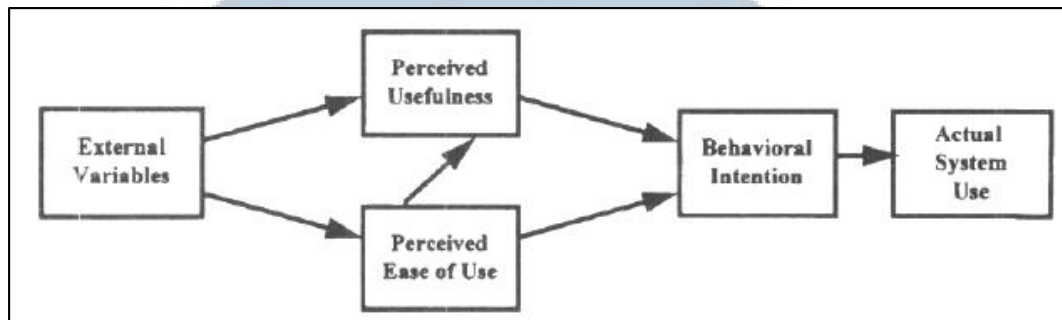 External
Variables
Perceived
Usefulness
Perceived
Ease of Use
Behavioral
Intention
Actual
System
Use